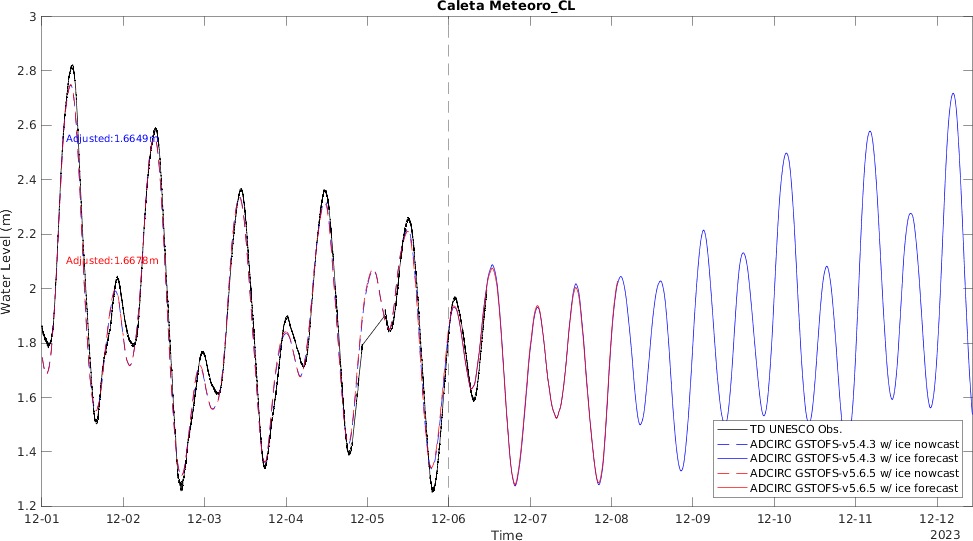 Caleta Meteoro_CL
3
2.8
2.6
2.4
2.2
2
1.8
1.6
1.4
1.2
Water Level (m)
Adjusted:1.6649m
Adjusted:1.6678m
TD UNESCO Obs.
ADCIRC GSTOFS-v5.4.3 w/ ice nowcast
ADCIRC GSTOFS-v5.4.3 w/ ice forecast
ADCIRC GSTOFS-v5.6.5 w/ ice nowcast
ADCIRC GSTOFS-v5.6.5 w/ ice forecast
12-01 12-02 12-03 12-04 12-05 12-06 12-07 12-08 12-09 12-10 12-11 12-12
2023
Time